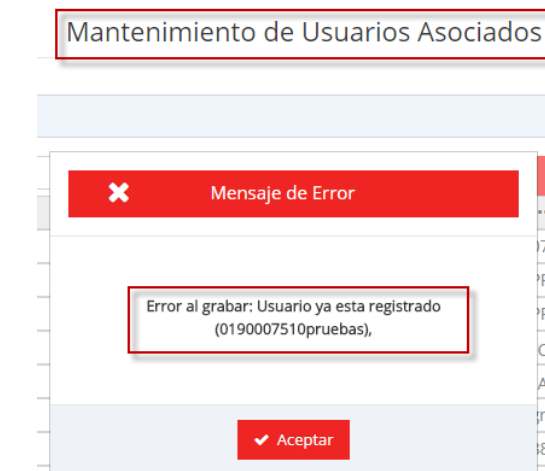 Mantenimiento de Usuarios Asociados
Mensaje de Error
Error al grabar: Usuario ya esta registrado
(0190007510pruebas),
Aceptar